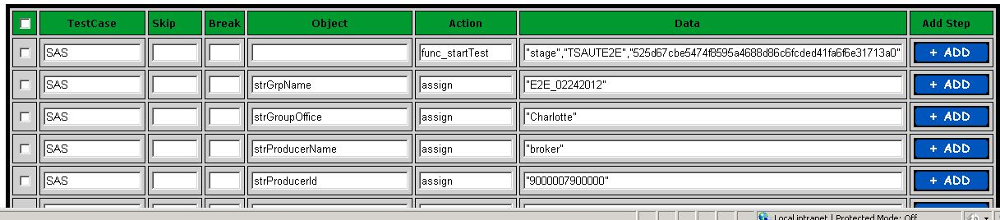 TestCase Skip Break Object Action Data Add Step
SAS func_startTest "stage","TSAUTE2E","525d67cbe5474f8595a4688d86c6fcded41fa6f6e31713a0" + ADD
SAS strGrpName assign "E2E_02242012" + ADD
SAS strGroupOffice assign "Charlotte" + ADD
SAS strProducerName assign "broker" + ADD
SAS strProducerId assign "9000007900000" + ADD
Local intranet | Protected Mode: Off